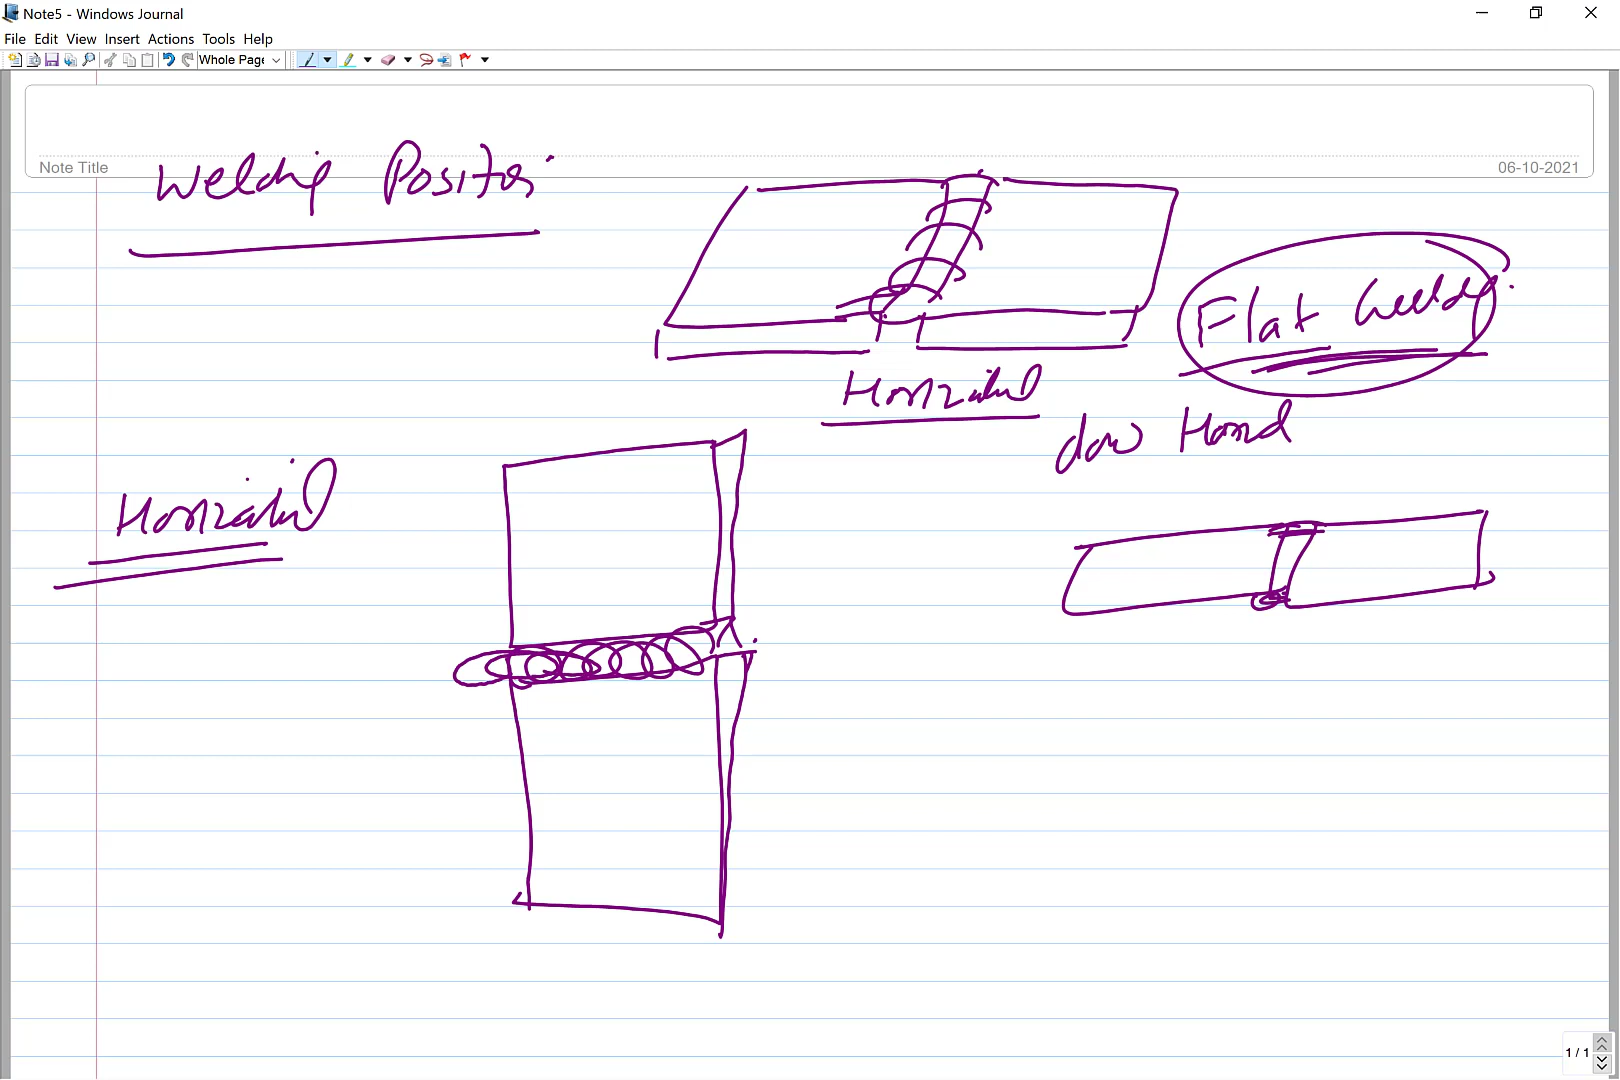 Note5 - Windows Journal
File Edit View Insert Actions Tools Help
Whole Page
Note Title
06-10-2021
Welding Position
Flat Welding
Horizontal
down Hand
Horizontal
1 / 1